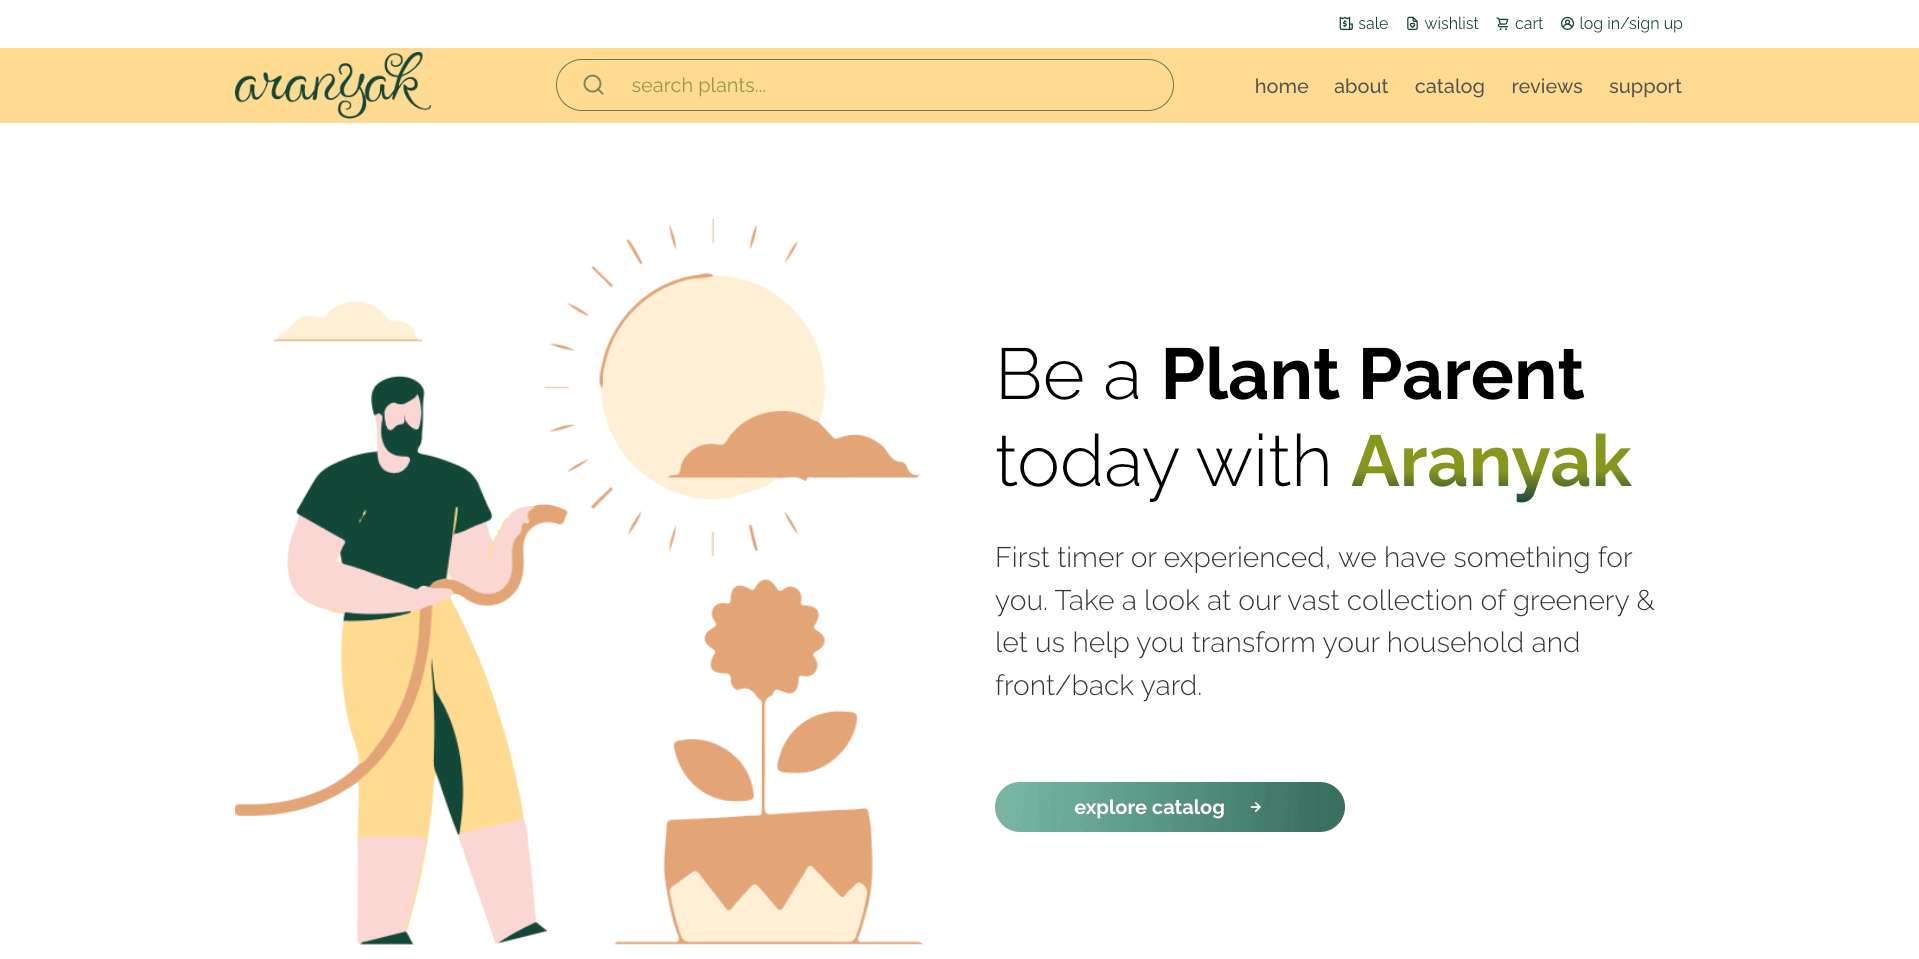 sale wishlist cart log in/sign up
aranyak search plants... home about catalog reviews support
Be a Plant Parent
today with Aranyak
First timer or experienced, we have something for
you. Take a look at our vast collection of greenery &
let us help you transform your household and
front/back yard.
explore catalog